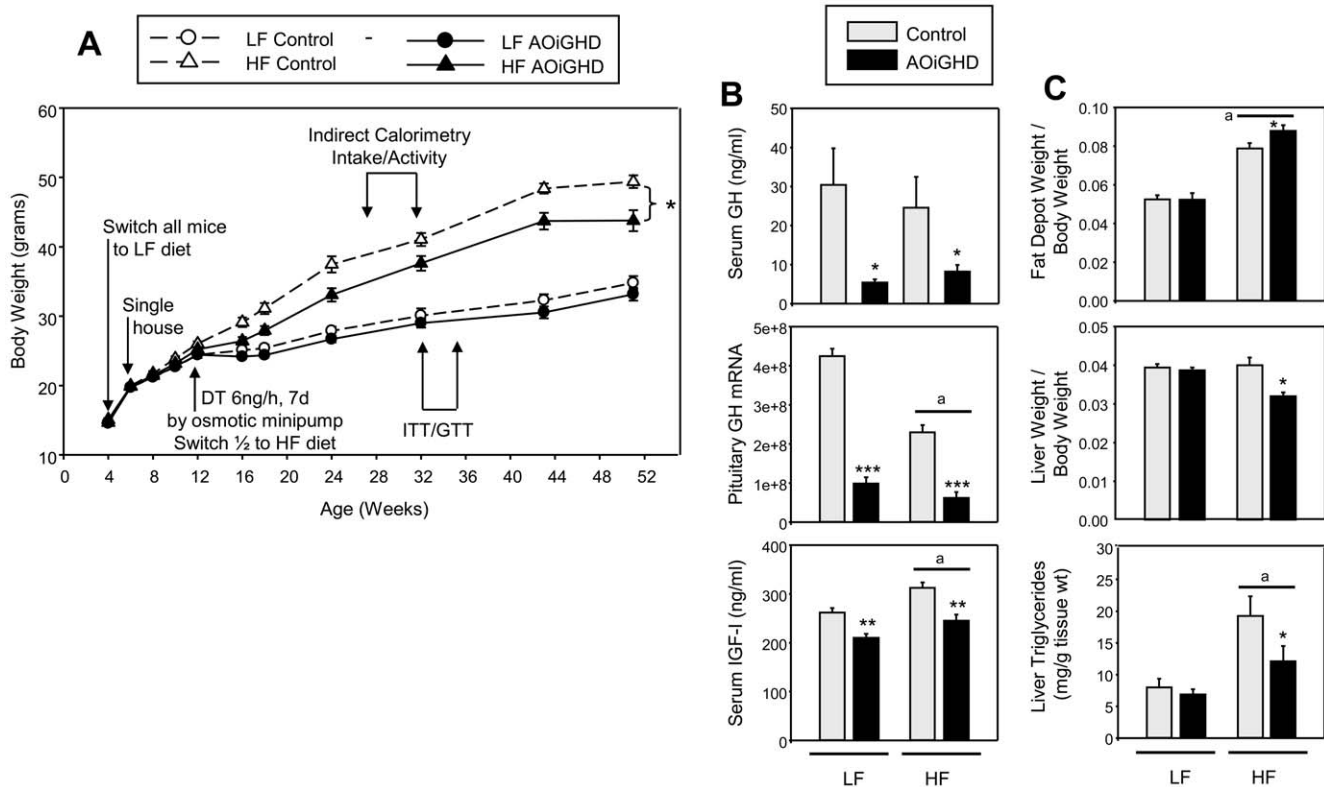 A
LF Control - LF AOiGHD
HF Control HF AOiGHD
Body Weight (grams)
60
50
40
30
20
10
Switch all mice
to LF diet
Single
house
Indirect Calorimetry
Intake/Activity
*
DT 6ng/h, 7d
by osmotic minipump
Switch ½ to HF diet
ITT/GTT
0 4 8 12 16 20 24 28 32 36 40 44 48 52
Age (Weeks)
Control
AOiGHD
B
Serum GH (ng/ml)
50
40
30
20
10
0
*
*
Pituitary GH mRNA
5e+8
4e+8
3e+8
2e+8
1e+8
0
***
a
***
Serum IGF-I (ng/ml)
400
300
200
100
0
**
a
**
LF HF
C
Fat Depot Weight /
Body Weight
0.10
0.08
0.06
0.04
0.02
0.00
a
*
Liver Weight /
Body Weight
0.05
0.04
0.03
0.02
0.01
0.00
*
Liver Triglycerides
(mg/g tissue wt)
30
25
20
15
10
5
0
a
*
LF HF